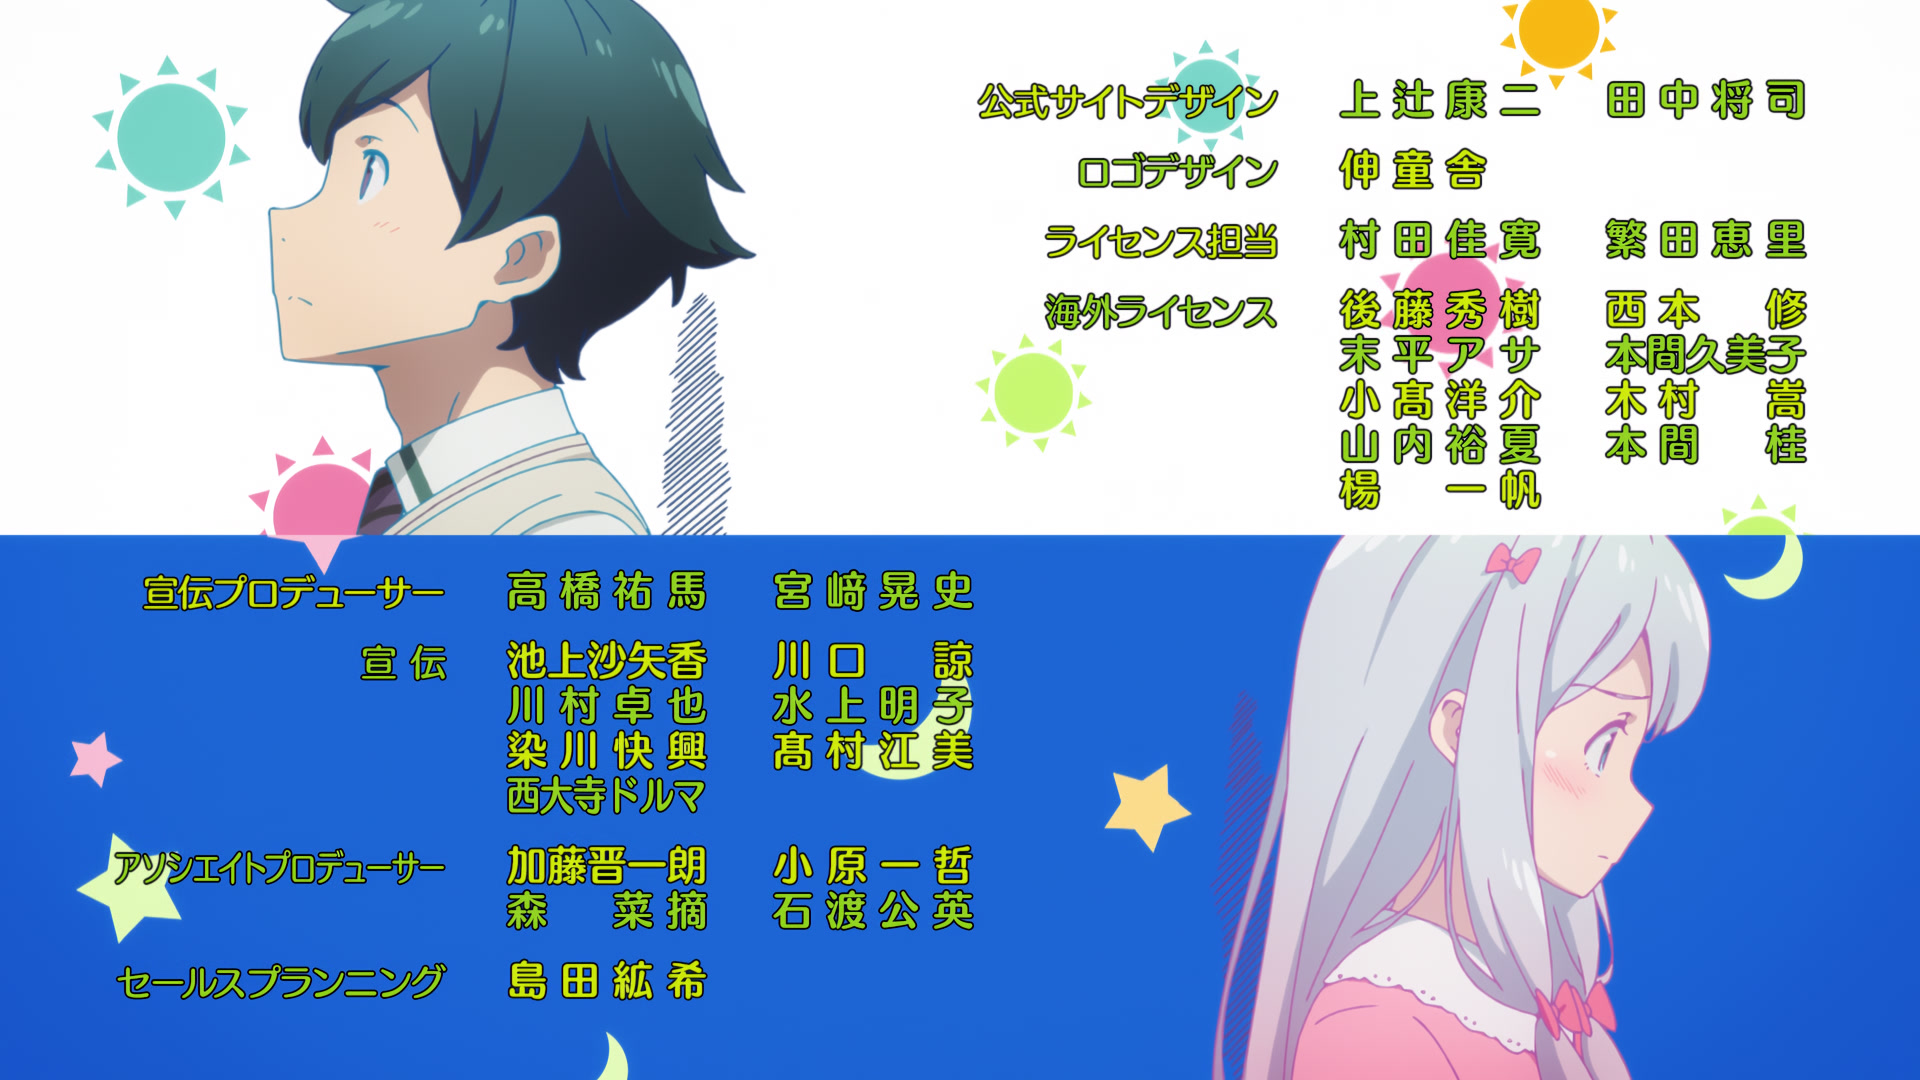 公式サイトデザイン 上辻康二 田中将司
ロゴデザイン 伸童舎
ライセンス担当 村田佳寛 繁田恵里
海外ライセンス 後藤秀樹 西本 修
末平アサ 本間久美子
小髙洋介 木村 嵩
山内裕夏 本間 桂
楊 一帆
宣伝プロデューサー 高橋祐馬 宮﨑晃史
宣伝 池上沙矢香 川口 諒
川村卓也 水上明子
染川快興 髙村江美
西大寺ドルマ
アソシエイトプロデューサー 加藤晋一朗 小原一哲
森 菜摘 石渡公英
セールスプランニング 島田紘希